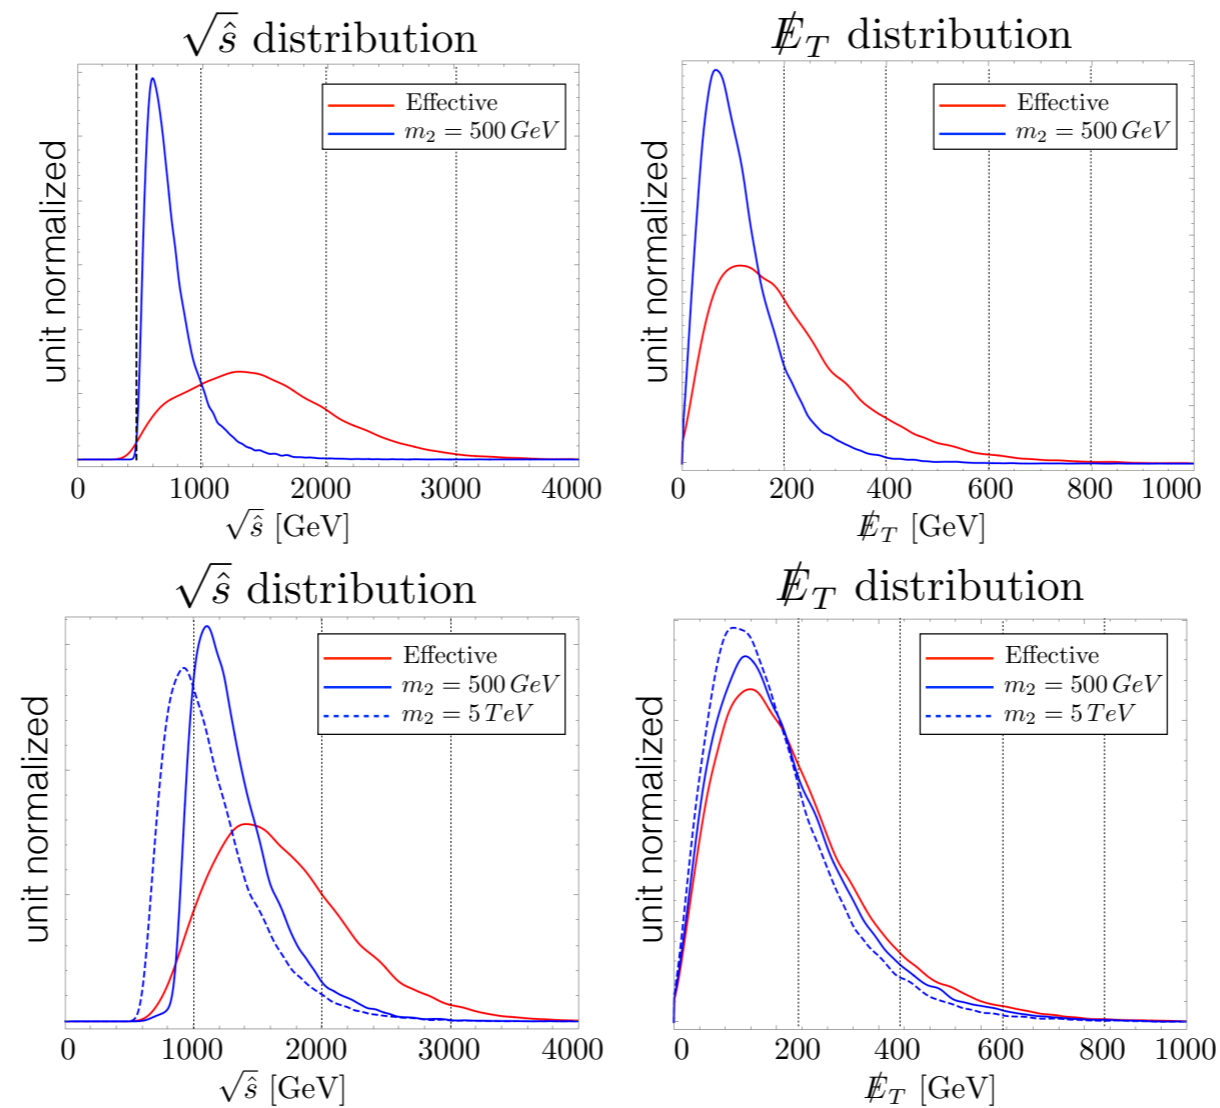 √ŝ distribution
unit normalized
Effective
m₂ = 500 GeV
0 1000 2000 3000 4000
√ŝ [GeV]
E̸_T distribution
unit normalized
Effective
m₂ = 500 GeV
0 200 400 600 800 1000
E̸_T [GeV]
√ŝ distribution
unit normalized
Effective
m₂ = 500 GeV
m₂ = 5 TeV
0 1000 2000 3000 4000
√ŝ [GeV]
E̸_T distribution
unit normalized
Effective
m₂ = 500 GeV
m₂ = 5 TeV
0 200 400 600 800 1000
E̸_T [GeV]